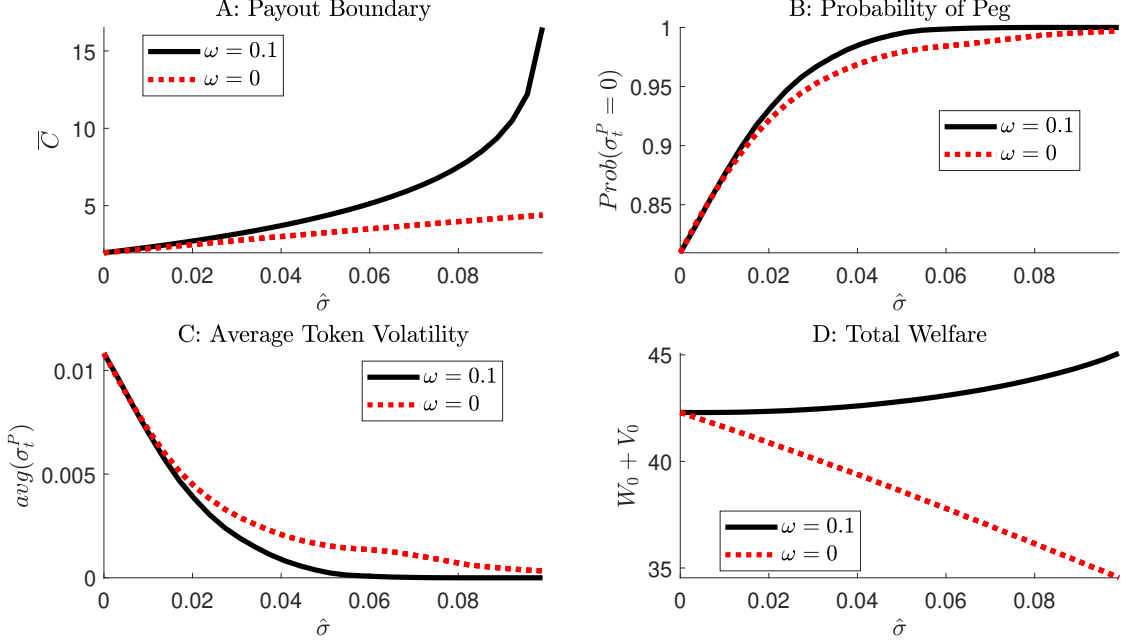 A: Payout Boundary
15
10
5
C̅
ω = 0.1
ω = 0
0 0.02 0.04 0.06 0.08
σ̂
B: Probability of Peg
1
0.95
0.9
0.85
Prob(σ_t^P = 0)
ω = 0.1
ω = 0
0 0.02 0.04 0.06 0.08
σ̂
C: Average Token Volatility
0.01
0.005
0
avg(σ_t^P)
ω = 0.1
ω = 0
0 0.02 0.04 0.06 0.08
σ̂
D: Total Welfare
45
40
35
W_0 + V_0
ω = 0.1
ω = 0
0 0.02 0.04 0.06 0.08
σ̂